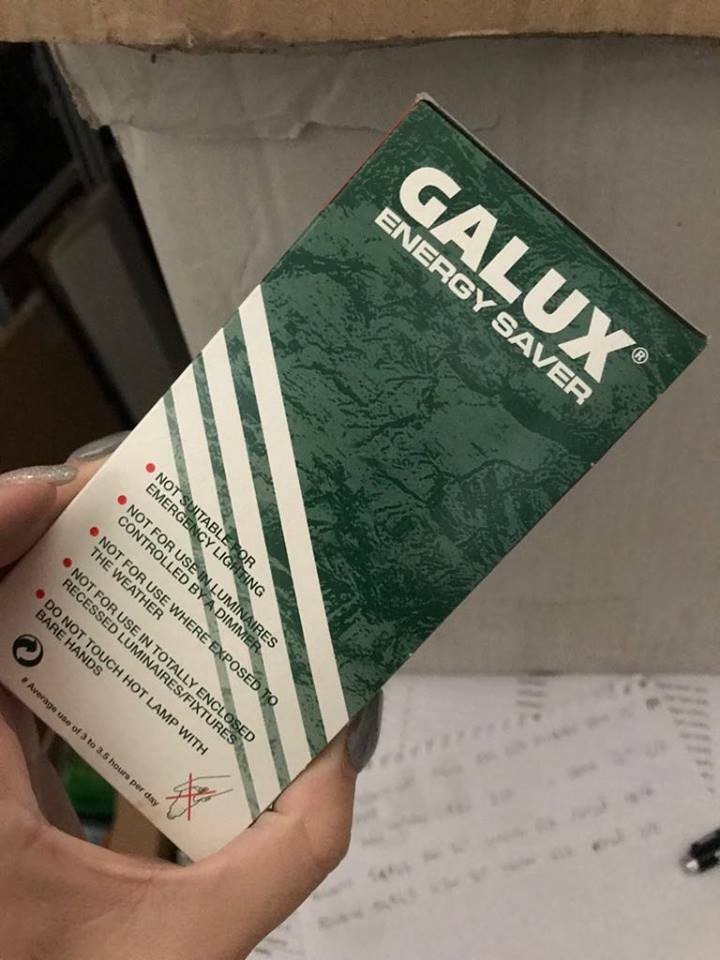 GALUX®
ENERGY SAVER
• NOT SUITABLE FOR
EMERGENCY LIGHTING
• NOT FOR USE IN LUMINAIRES
CONTROLLED BY A DIMMER
• NOT FOR USE WHERE EXPOSED TO
THE WEATHER
• NOT FOR USE IN TOTALLY ENCLOSED
RECESSED LUMINAIRES/FIXTURES
• DO NOT TOUCH HOT LAMP WITH
BARE HANDS
# Average use of 3 to 3.5 hours per day